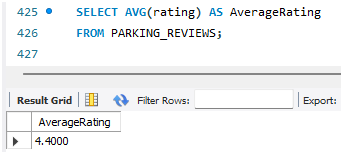 425 SELECT AVG(rating) AS AverageRating
426 FROM PARKING_REVIEWS;
427
Result Grid Filter Rows: Export:
AverageRating
4.4000